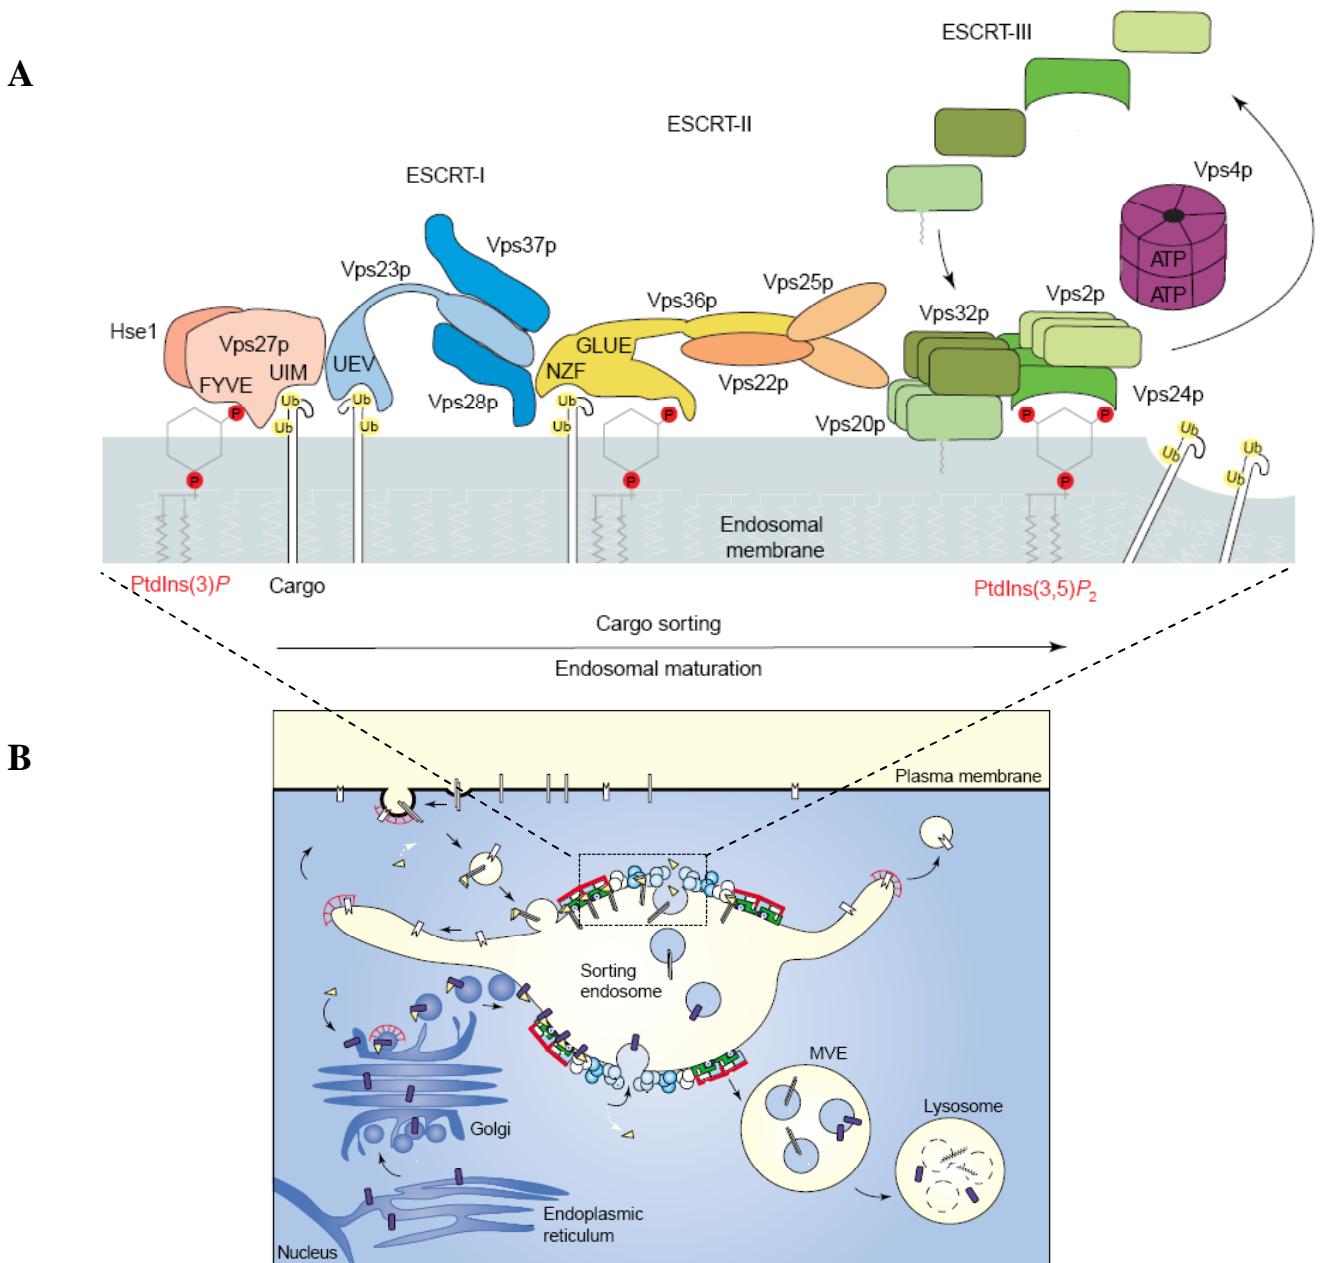 A
ESCRT-III
ESCRT-II
ESCRT-I
Vps4p
ATP
ATP
Vps37p
Vps23p
Vps25p
Vps36p
Vps2p
Vps32p
Hse1
Vps27p
UIM
FYVE
UEV
GLUE
NZF
Vps22p
Vps28p
Vps24p
Vps20p
Ub
Ub
Ub
Ub
Ub
Ub
Ub
Ub
Ub
Ub
P
P
P
P
P
P
P
Endosomal
membrane
PtdIns(3)P
Cargo
PtdIns(3,5)P2
Cargo sorting
Endosomal maturation
B
Plasma membrane
Sorting
endosome
MVE
Lysosome
Golgi
Endoplasmic
reticulum
Nucleus